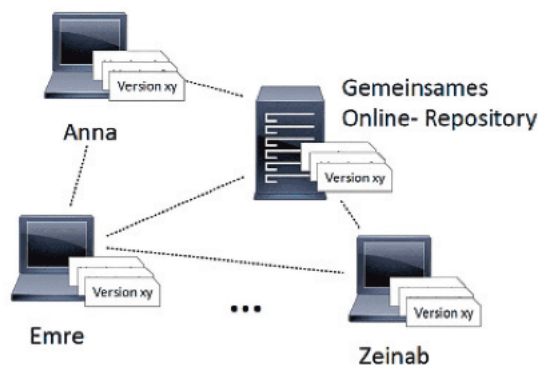 Version xy
Anna
Gemeinsames
Online- Repository
Version xy
Version xy
Emre
...
Version xy
Zeinab